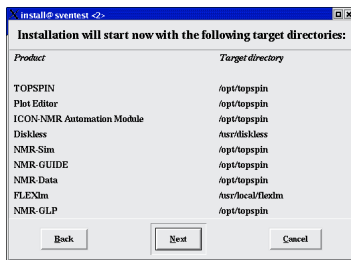 install@ sventest <2>
Installation will start now with the following target directories:
Product Target directory
TOPSPIN /opt/topspin
Plot Editor /opt/topspin
ICON-NMR Automation Module /opt/topspin
Diskless /usr/diskless
NMR-Sim /opt/topspin
NMR-GUIDE /opt/topspin
NMR-Data /opt/topspin
FLEXlm /usr/local/flexlm
NMR-GLP /opt/topspin
Back Next Cancel